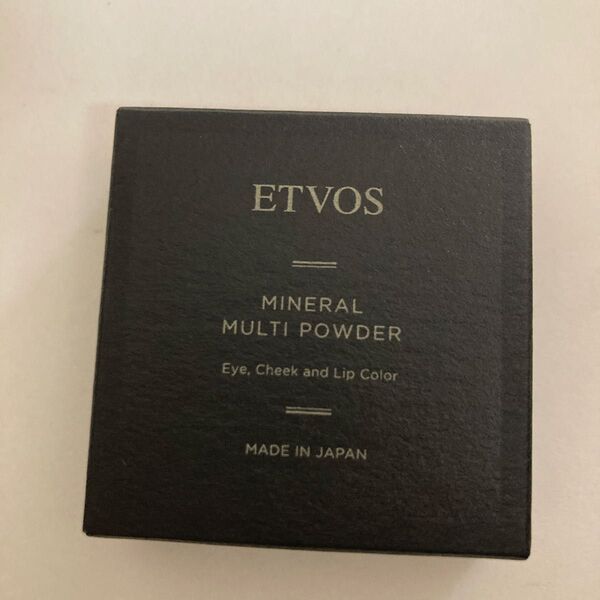 ETVOS
MINERAL
MULTI POWDER
Eye, Cheek and Lip Color
MADE IN JAPAN